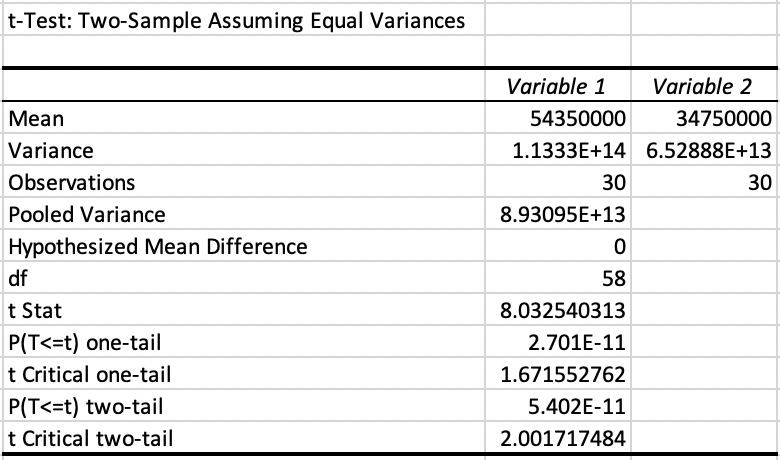 t-Test: Two-Sample Assuming Equal Variances
Variable 1 Variable 2
Mean 54350000 34750000
Variance 1.1333E+14 6.52888E+13
Observations 30 30
Pooled Variance 8.93095E+13
Hypothesized Mean Difference 0
df 58
t Stat 8.032540313
P(T<=t) one-tail 2.701E-11
t Critical one-tail 1.671552762
P(T<=t) two-tail 5.402E-11
t Critical two-tail 2.001717484